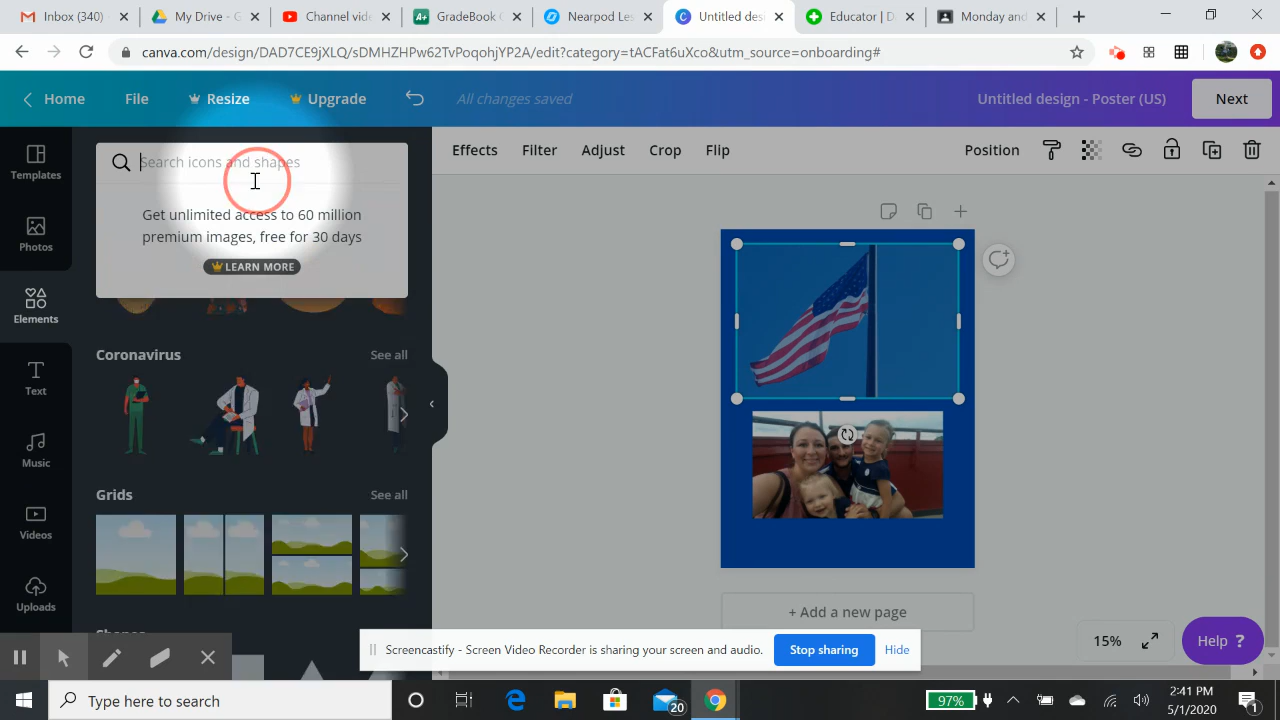 Inbox (340)
My Drive - G
Channel vide
GradeBook
Nearpod Les
Untitled desi
Educator | D
Monday and
canva.com/design/DAD7CE9jXLQ/sDMHZHPw62TvPoqohjYP2A/edit?category=tACFat6uXco&utm_source=onboarding#
Home
File
Resize
Upgrade
All changes saved
Untitled design - Poster (US)
Next
Templates
Photos
Elements
Text
Music
Videos
Uploads
Search icons and shapes
Get unlimited access to 60 million
premium images, free for 30 days
LEARN MORE
Effects
Filter
Adjust
Crop
Flip
Position
Coronavirus
See all
Grids
See all
+ Add a new page
15%
Help ?
Screencastify - Screen Video Recorder is sharing your screen and audio.
Stop sharing
Hide
Type here to search
20
97%
2:41 PM
5/1/2020
1